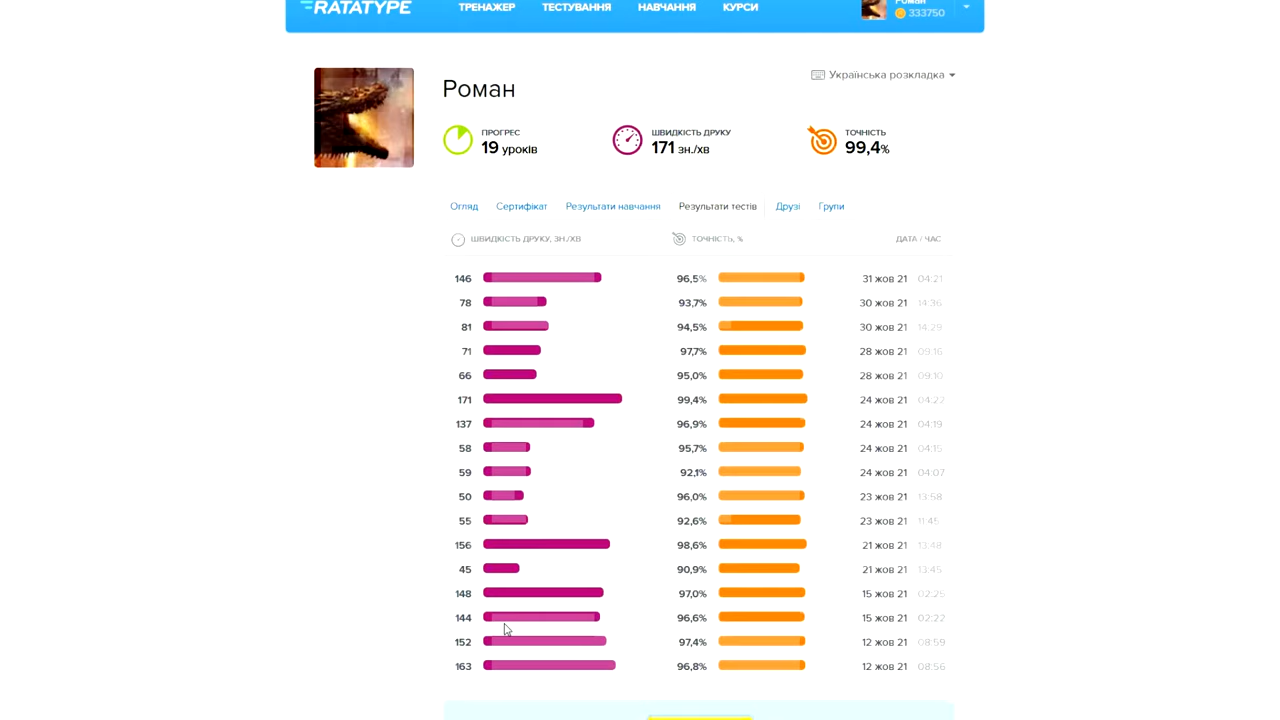 RATATYPE ТРЕНАЖЕР ТЕСТУВАННЯ НАВЧАННЯ КУРСИ Роман
333750
Українська розкладка
Роман
ПРОГРЕС ШВИДКІСТЬ ДРУКУ ТОЧНІСТЬ
19 уроків 171 зн./хв 99,4%
Огляд Сертифікат Результати навчання Результати тестів Друзі Групи
ШВИДКІСТЬ ДРУКУ, ЗН./ХВ ТОЧНІСТЬ, % ДАТА / ЧАС
146 96,5% 31 жов 21 04:21
78 93,7% 30 жов 21 14:36
81 94,5% 30 жов 21 14:29
71 97,7% 28 жов 21 09:16
66 95,0% 28 жов 21 09:10
171 99,4% 24 жов 21 04:22
137 96,9% 24 жов 21 04:19
58 95,7% 24 жов 21 04:15
59 92,1% 24 жов 21 04:07
50 96,0% 23 жов 21 13:58
55 92,6% 23 жов 21 11:45
156 98,6% 21 жов 21 13:48
45 90,9% 21 жов 21 13:45
148 97,0% 15 жов 21 02:25
144 96,6% 15 жов 21 02:22
152 97,4% 12 жов 21 08:59
163 96,8% 12 жов 21 08:56